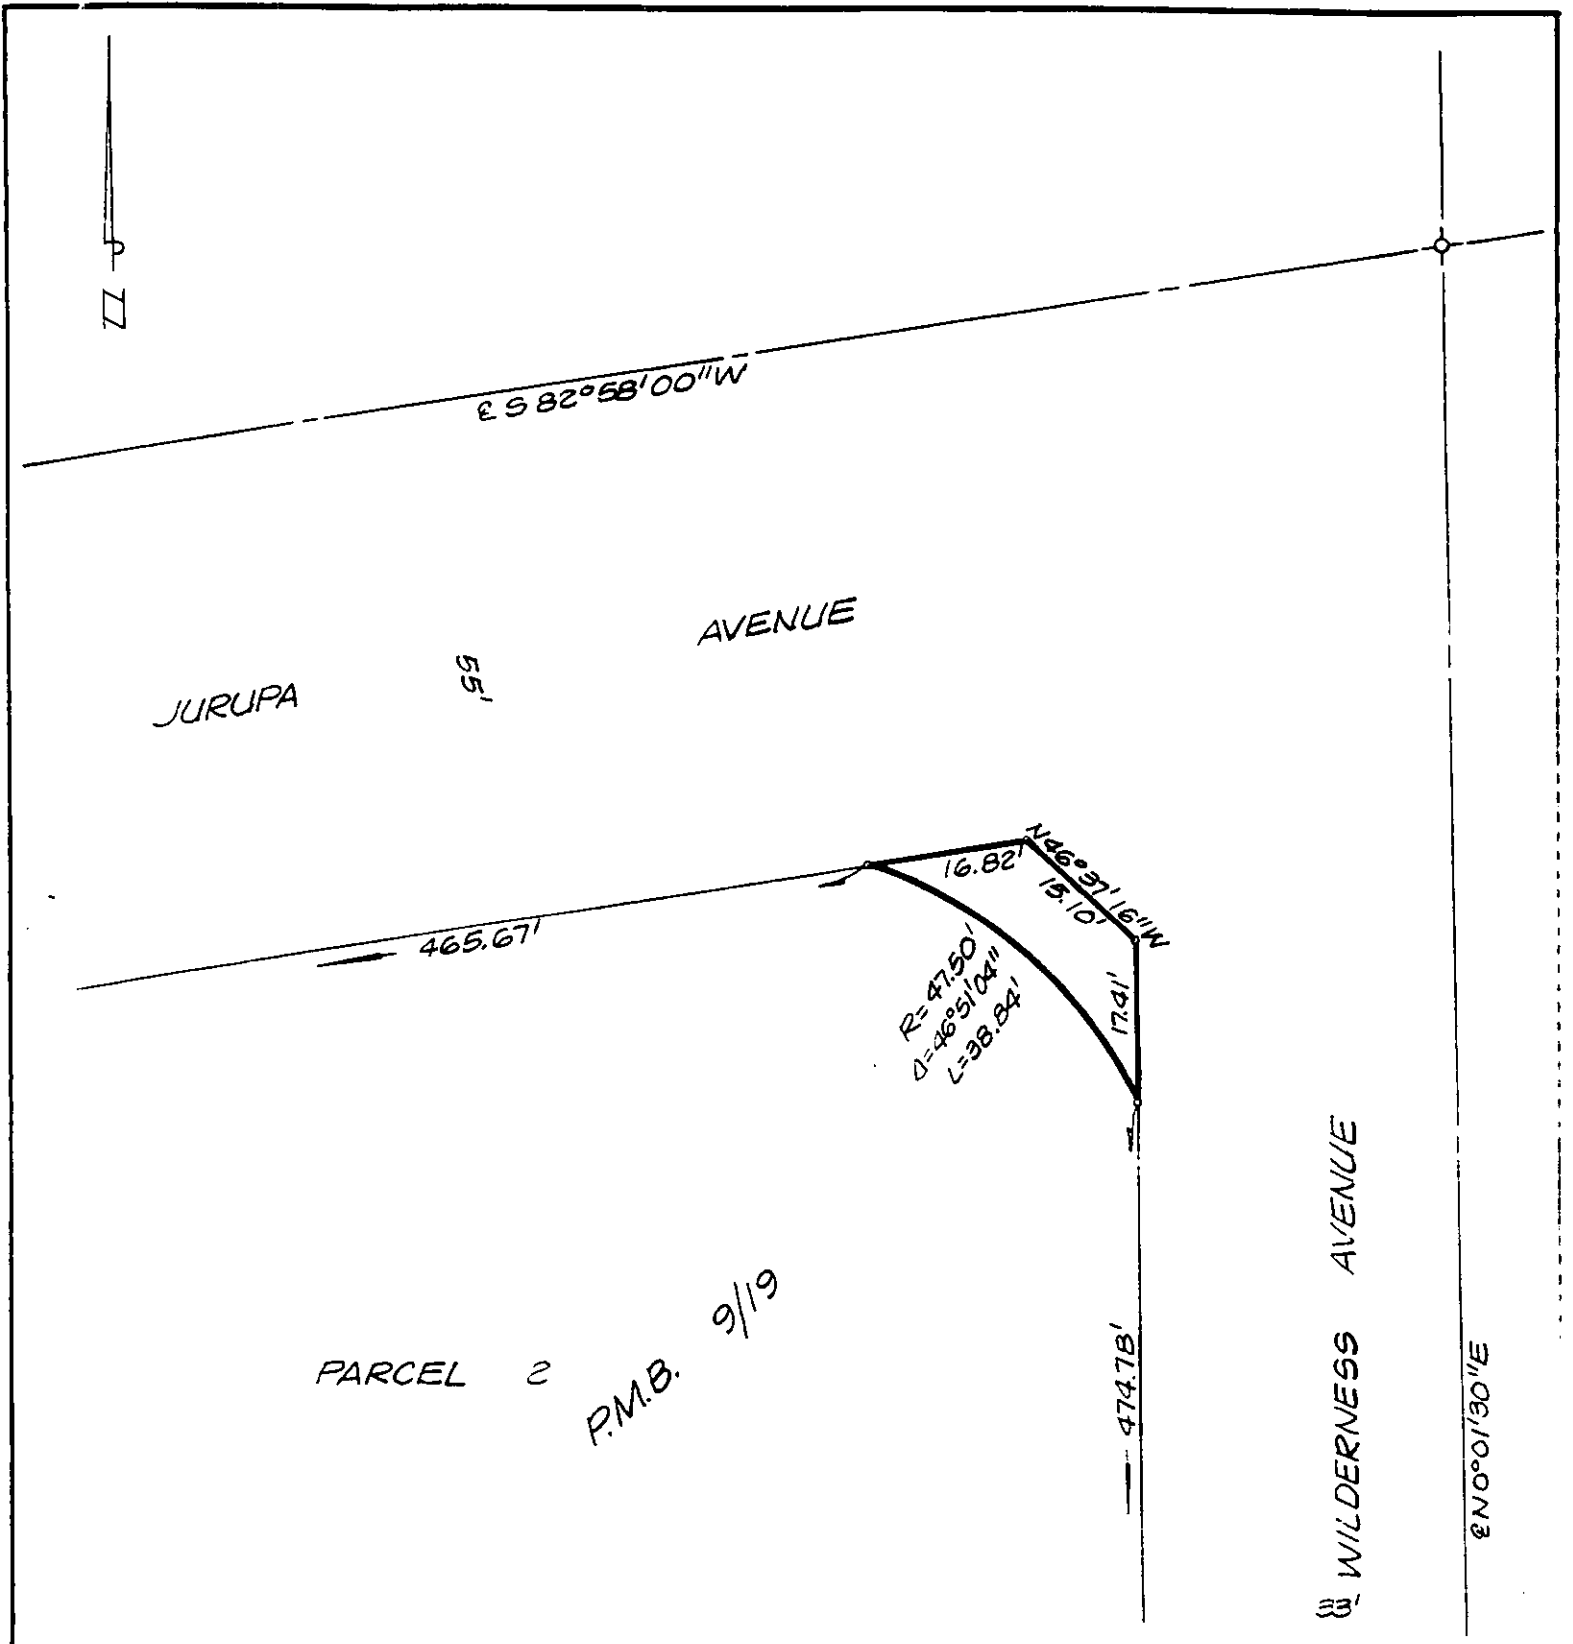 N
℄ S 82°58'00"W
AVENUE
55'
JURUPA
N46°37'16"W
15.10'
16.82'
465.67'
17.41'
R=47.50'
Δ=46°51'04"
L=38.84'
PARCEL 2
P.M.B. 9/19
474.78'
33' WILDERNESS AVENUE
℄ N0°01'30"E